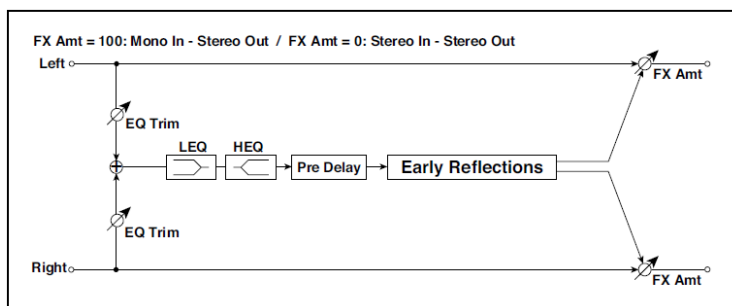 FX Amt = 100: Mono In - Stereo Out / FX Amt = 0: Stereo In - Stereo Out
Left
FX Amt
EQ Trim
LEQ HEQ
Pre Delay
Early Reflections
EQ Trim
Right
FX Amt